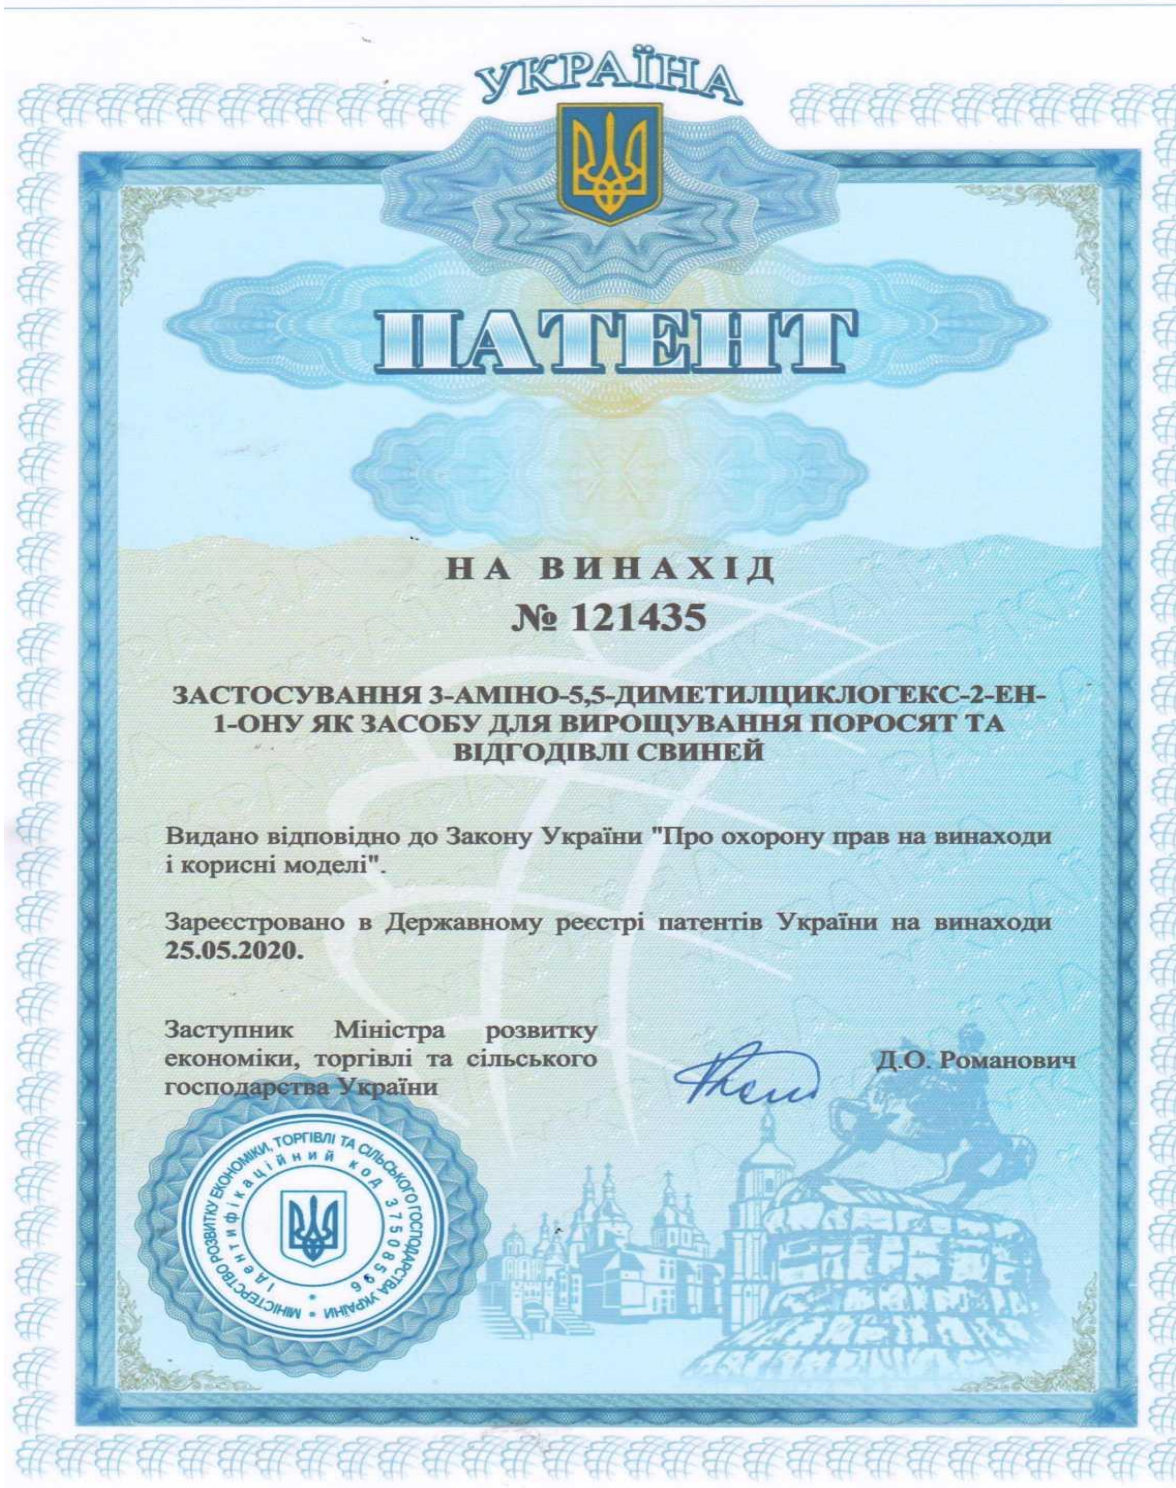 УКРАЇНА
ПАТЕНТ
НА ВИНАХІД
№ 121435
ЗАСТОСУВАННЯ 3-АМІНО-5,5-ДИМЕТИЛЦИКЛОГЕКС-2-ЕН-
1-ОНУ ЯК ЗАСОБУ ДЛЯ ВИРОЩУВАННЯ ПОРОСЯТ ТА
ВІДГОДІВЛІ СВИНЕЙ
Видано відповідно до Закону України "Про охорону прав на винаходи
і корисні моделі".
Зареєстровано в Державному реєстрі патентів України на винаходи
25.05.2020.
Заступник Міністра розвитку
економіки, торгівлі та сільського
господарства України
Д.О. Романович
МІНІСТЕРСТВО РОЗВИТКУ ЕКОНОМІКИ, ТОРГІВЛІ ТА СІЛЬСЬКОГО ГОСПОДАРСТВА УКРАЇНИ *
Ідентифікаційний код 37508596 *